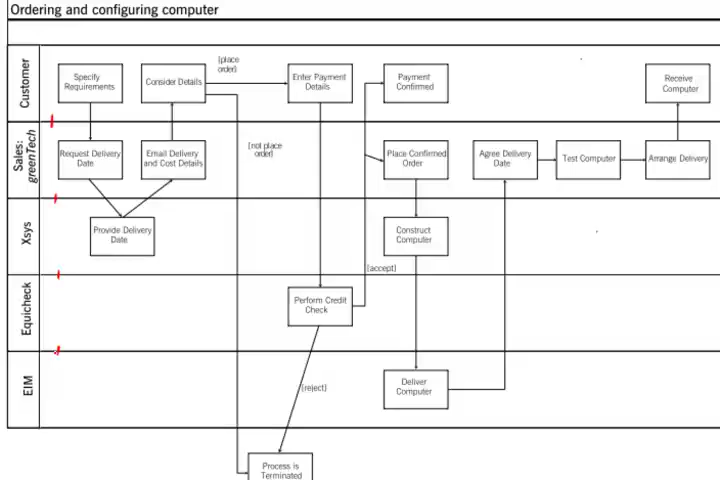 Ordering and configuring computer
Customer
Specify
Requirements
Consider Details
[place
order]
Enter Payment
Details
Payment
Confirmed
Receive
Computer
Sales:
greenTech
Request Delivery
Date
Email Delivery
and Cost Details
[not place
order]
Place Confirmed
Order
Agree Delivery
Date
Test Computer
Arrange Delivery
Xsys
Provide Delivery
Date
Construct
Computer
[accept]
Equicheck
Perform Credit
Check
EIM
[reject]
Deliver
Computer
Process is
Terminated